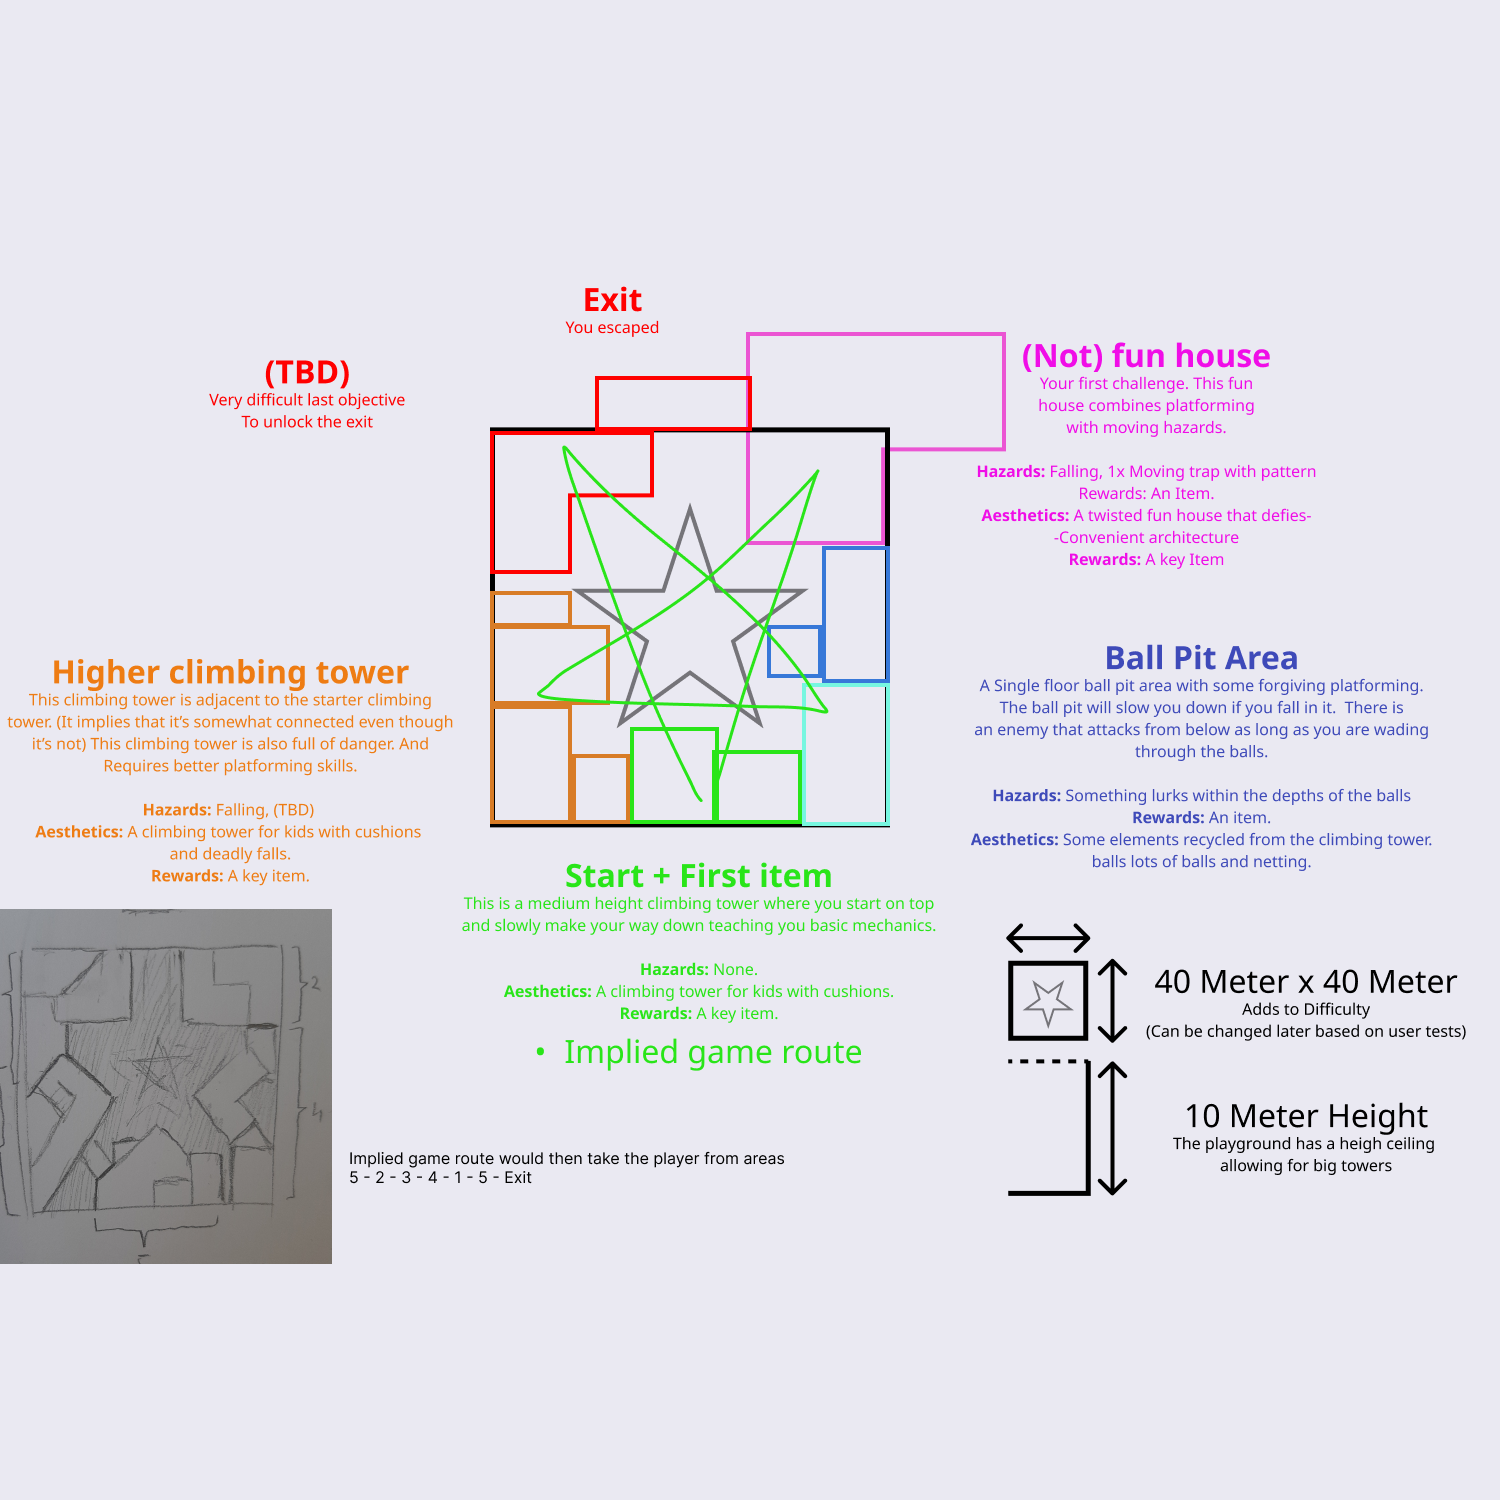 Exit
You escaped
(TBD)
Very difficult last objective
To unlock the exit
(Not) fun house
Your first challenge. This fun
house combines platforming
with moving hazards.
Hazards: Falling, 1x Moving trap with pattern
Rewards: An Item.
Aesthetics: A twisted fun house that defies-
-Convenient architecture
Rewards: A key Item
Higher climbing tower
This climbing tower is adjacent to the starter climbing
tower. (It implies that it’s somewhat connected even though
it’s not) This climbing tower is also full of danger. And
Requires better platforming skills.
Hazards: Falling, (TBD)
Aesthetics: A climbing tower for kids with cushions
and deadly falls.
Rewards: A key item.
Ball Pit Area
A Single floor ball pit area with some forgiving platforming.
The ball pit will slow you down if you fall in it. There is
an enemy that attacks from below as long as you are wading
through the balls.
Hazards: Something lurks within the depths of the balls
Rewards: An item.
Aesthetics: Some elements recycled from the climbing tower.
balls lots of balls and netting.
Start + First item
This is a medium height climbing tower where you start on top
and slowly make your way down teaching you basic mechanics.
Hazards: None.
Aesthetics: A climbing tower for kids with cushions.
Rewards: A key item.
• Implied game route
2
4
Implied game route would then take the player from areas
5 - 2 - 3 - 4 - 1 - 5 - Exit
40 Meter x 40 Meter
Adds to Difficulty
(Can be changed later based on user tests)
10 Meter Height
The playground has a heigh ceiling
allowing for big towers